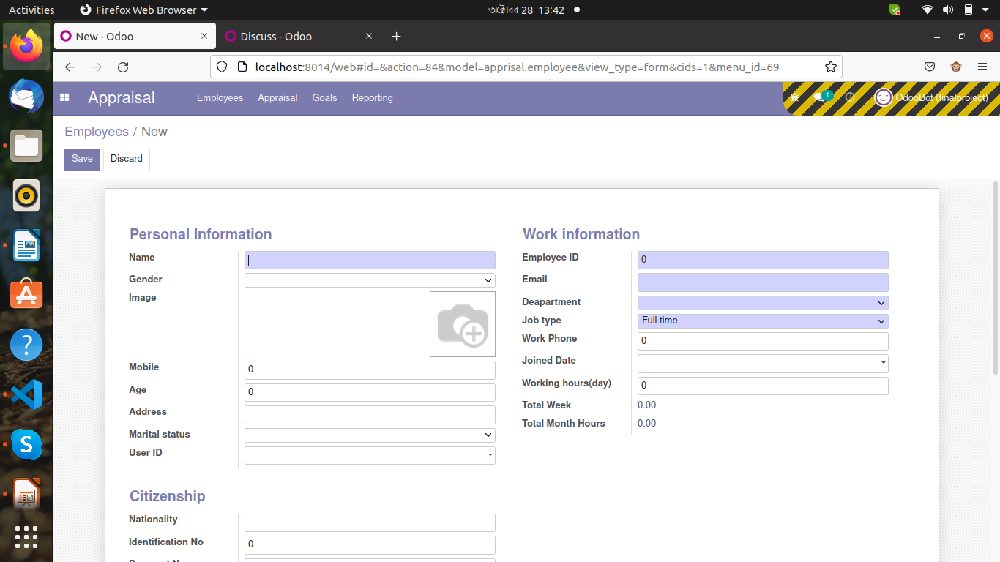 Activities
Firefox Web Browser
অক্টোবর 28 13:42
New - Odoo
Discuss - Odoo
localhost:8014/web#id=&action=84&model=apprisal.employee&view_type=form&cids=1&menu_id=69
Appraisal
Employees
Appraisal
Goals
Reporting
1
OdooBot (finalproject)
Employees / New
Save
Discard
Personal Information
Name
Gender
Image
Mobile
0
Age
0
Address
Marital status
User ID
Work information
Employee ID
0
Email
Deapartment
Job type
Full time
Work Phone
0
Joined Date
Working hours(day)
0
Total Week
0.00
Total Month Hours
0.00
Citizenship
Nationality
Identification No
0